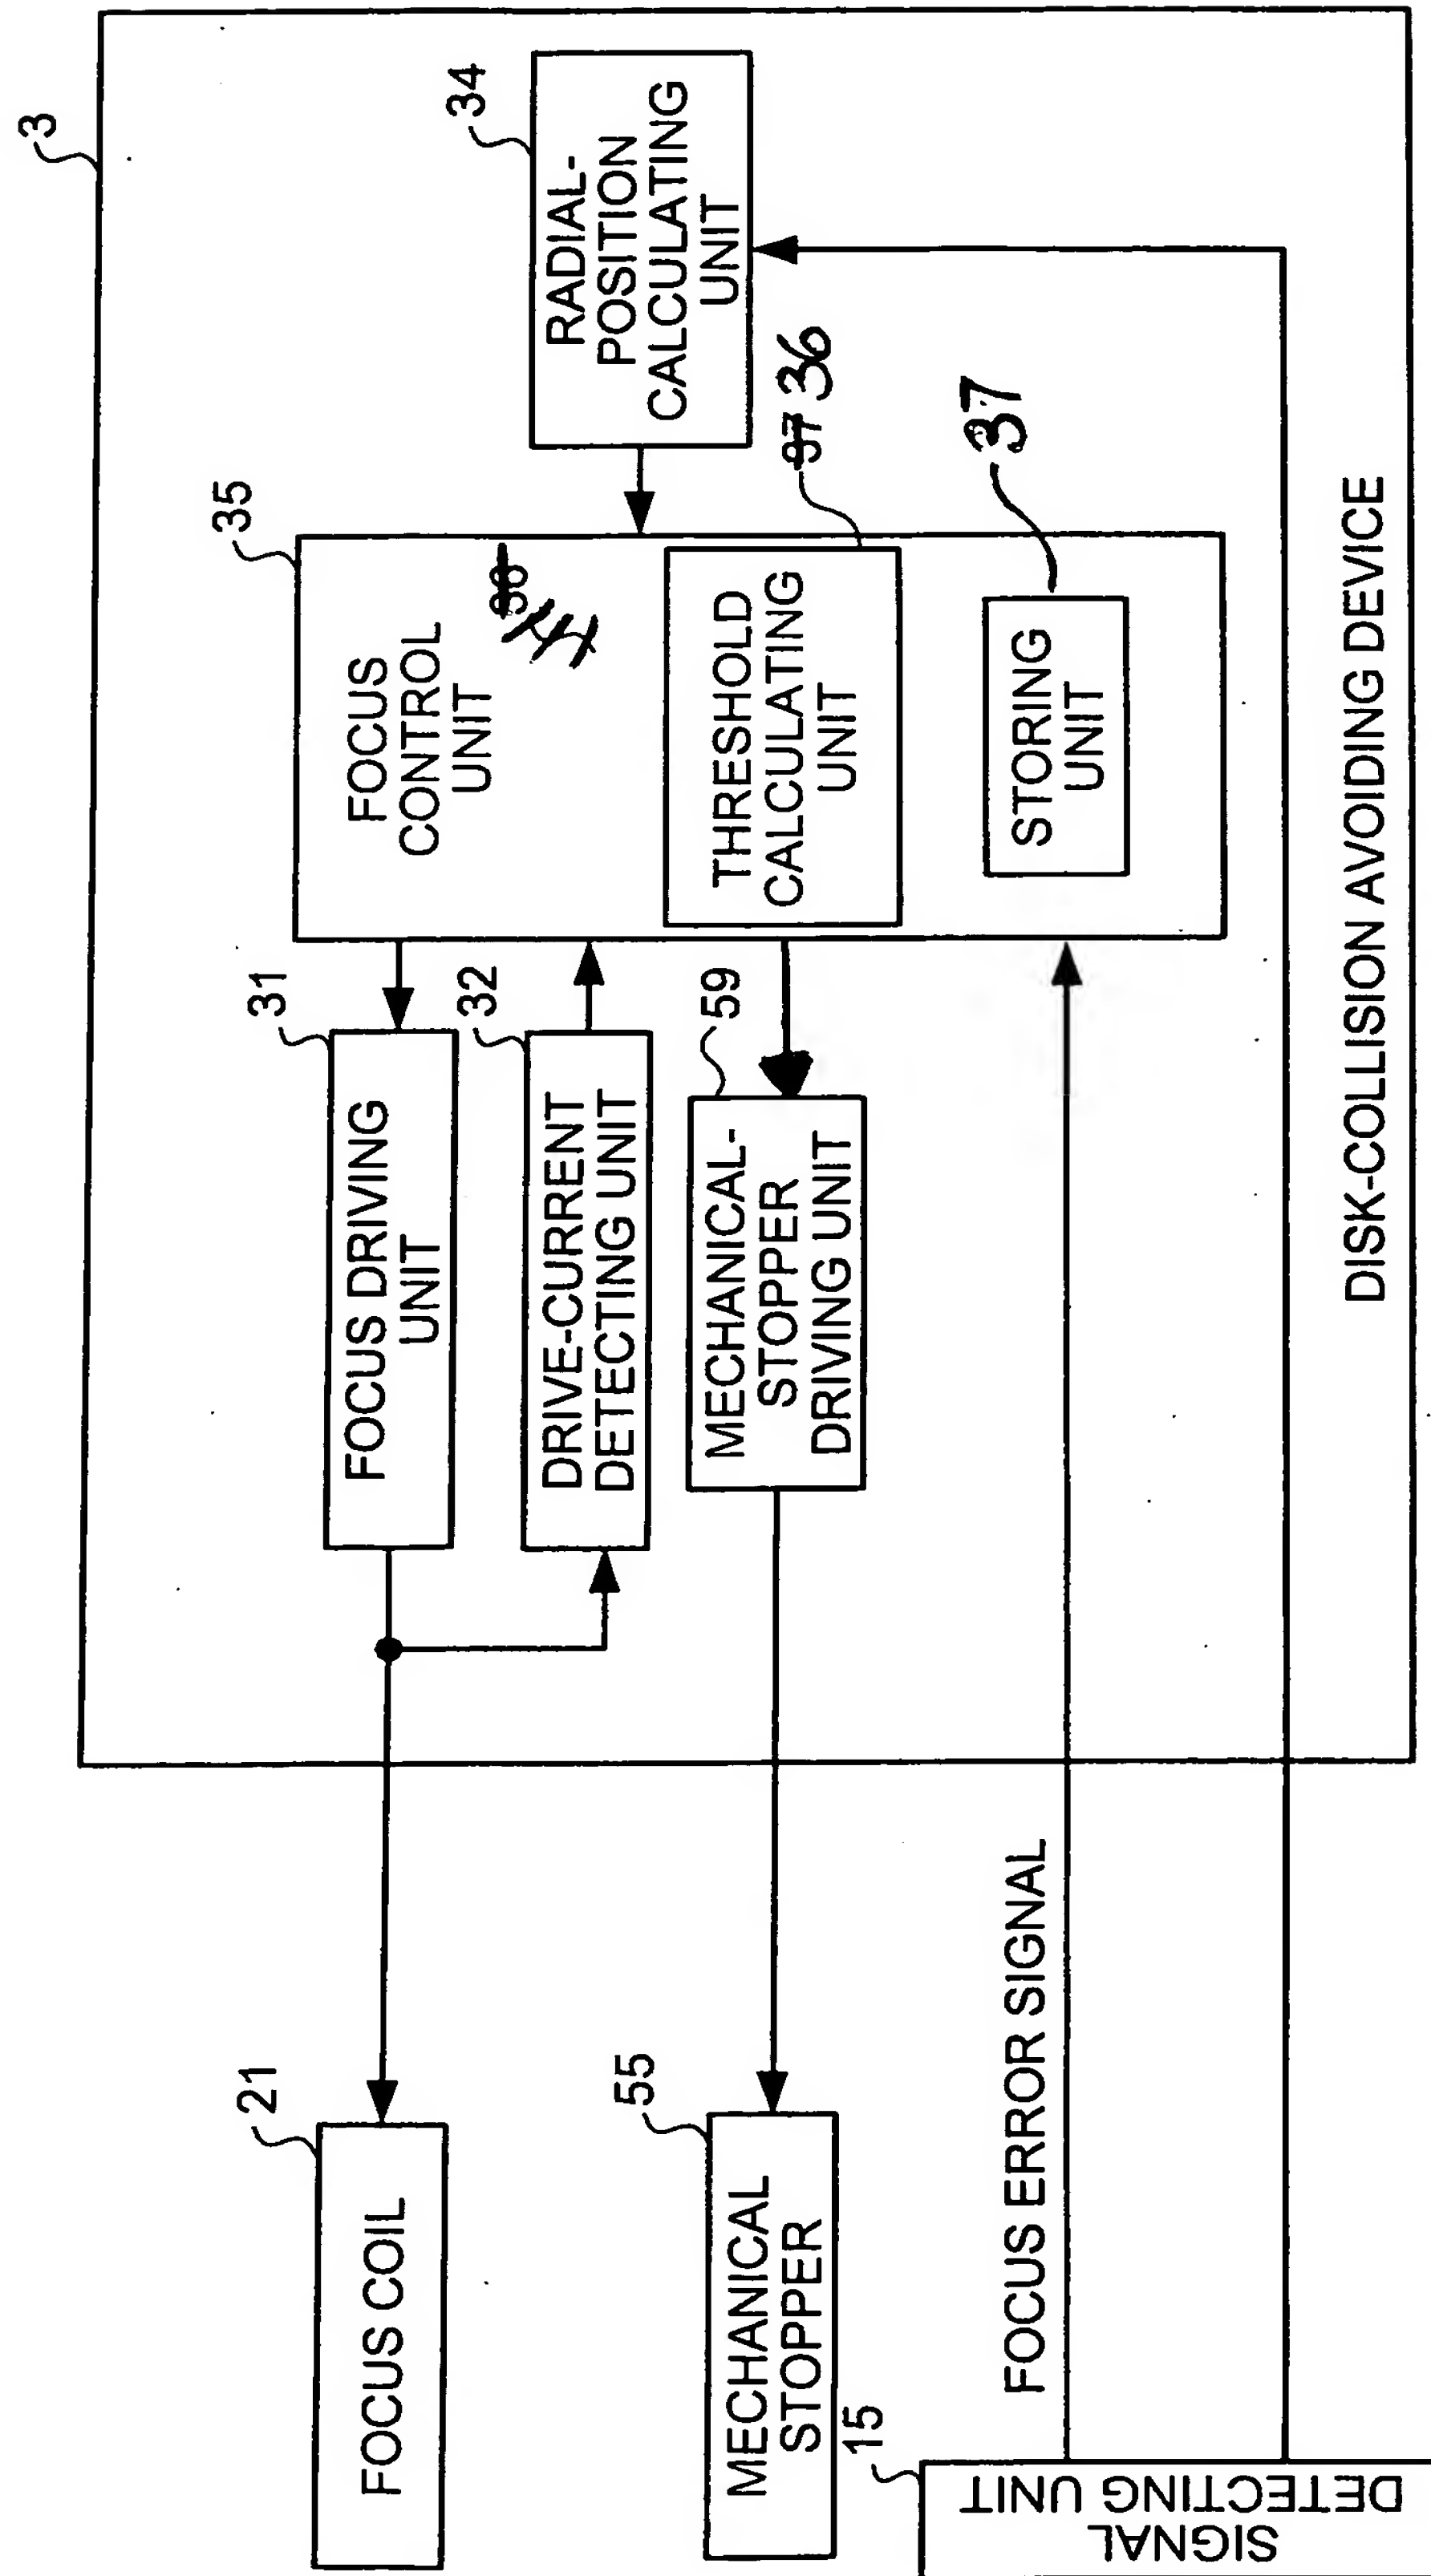 3
21
FOCUS COIL
31
FOCUS DRIVING
UNIT
35
FOCUS
CONTROL
UNIT
34
RADIAL-
POSITION
CALCULATING
UNIT
32
DRIVE-CURRENT
DETECTING UNIT
36
37 36
THRESHOLD
CALCULATING
UNIT
55
MECHANICAL
STOPPER
59
MECHANICAL-
STOPPER
DRIVING UNIT
37
STORING
UNIT
15
SIGNAL
DETECTING UNIT
FOCUS ERROR SIGNAL
DISK-COLLISION AVOIDING DEVICE